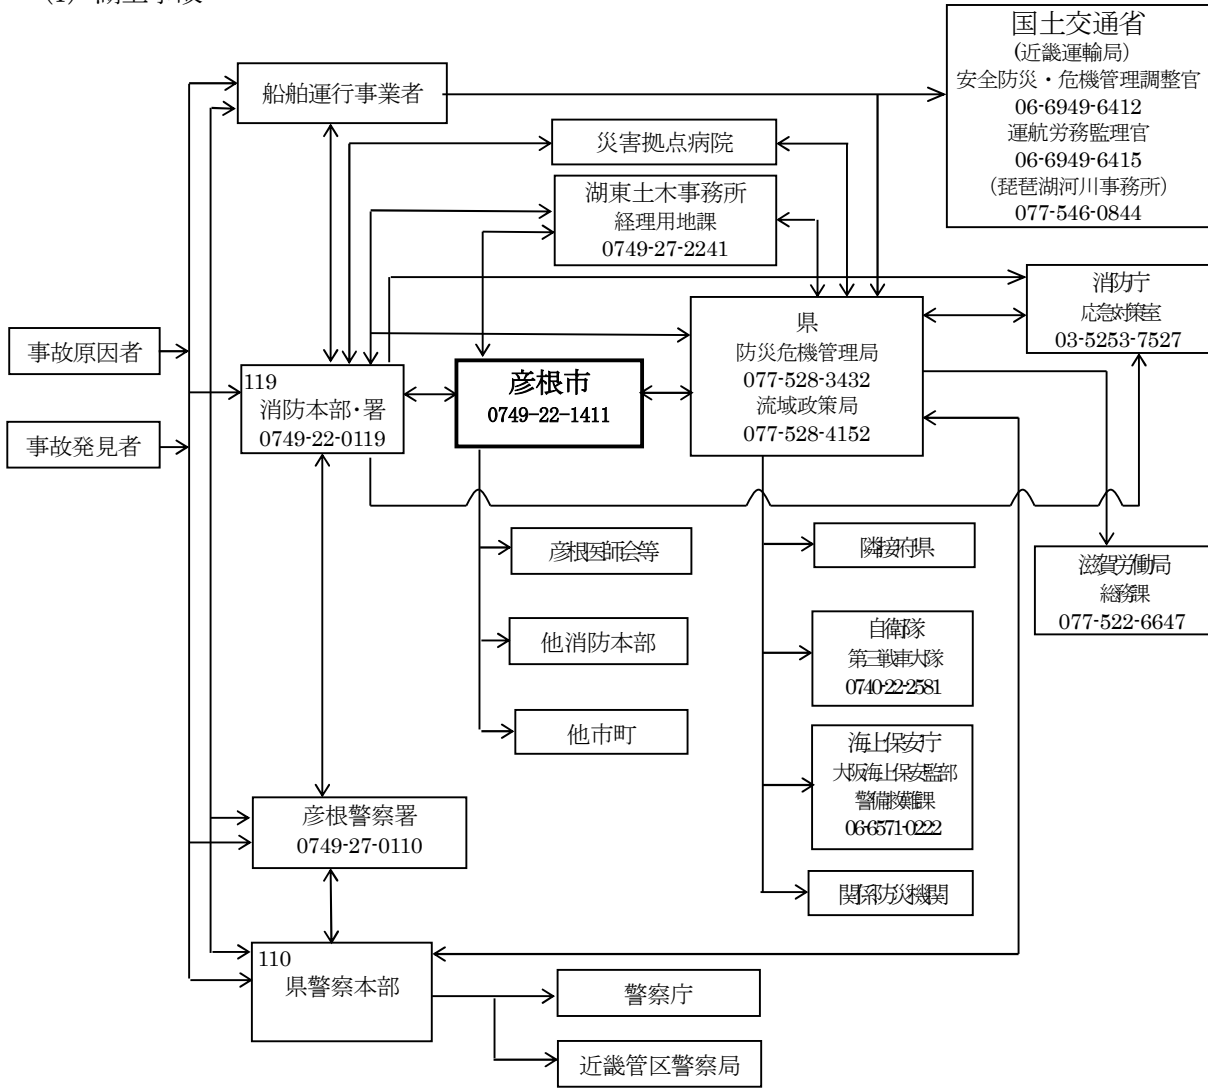 (1) 湖上事故
国土交通省
(近畿運輸局)
安全防災・危機管理調整官
06-6949-6412
運航労務監理官
06-6949-6415
(琵琶湖河川事務所)
077-546-0844
船舶運行事業者
災害拠点病院
湖東土木事務所
経理用地課
0749-27-2241
消防庁
応急対策室
03-5253-7527
県
防災危機管理局
077-528-3432
流域政策局
077-528-4152
事故原因者
事故発見者
119
消防本部・署
0749-22-0119
彦根市
0749-22-1411
彦根医師会等
他消防本部
他市町
隣接府県
自衛隊
第三戦車大隊
0740-22-2581
海上保安庁
大阪海上保安監部
警備救難課
06-6571-0222
関係防災機関
滋賀労働局
総務課
077-522-6647
彦根警察署
0749-27-0110
110
県警察本部
警察庁
近畿管区警察局